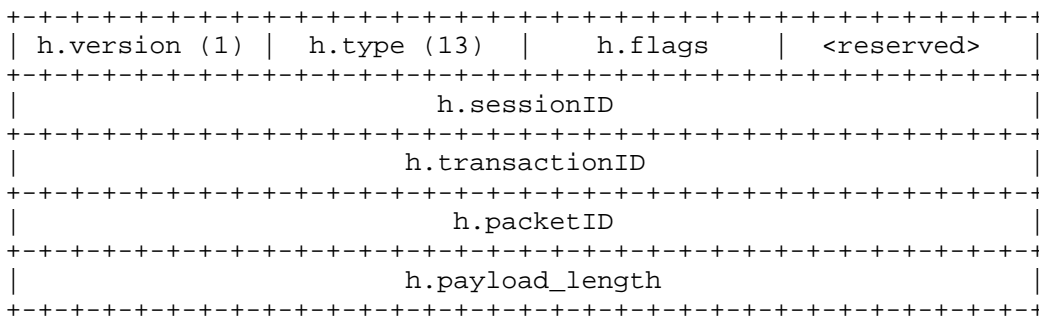 +-+-+-+-+-+-+-+-+-+-+-+-+-+-+-+-+-+-+-+-+-+-+-+-+-+-+-+-+-+-+-+-+
| h.version (1) | h.type (13) | h.flags | <reserved> |
+-+-+-+-+-+-+-+-+-+-+-+-+-+-+-+-+-+-+-+-+-+-+-+-+-+-+-+-+-+-+-+-+
| h.sessionID |
+-+-+-+-+-+-+-+-+-+-+-+-+-+-+-+-+-+-+-+-+-+-+-+-+-+-+-+-+-+-+-+-+
| h.transactionID |
+-+-+-+-+-+-+-+-+-+-+-+-+-+-+-+-+-+-+-+-+-+-+-+-+-+-+-+-+-+-+-+-+
| h.packetID |
+-+-+-+-+-+-+-+-+-+-+-+-+-+-+-+-+-+-+-+-+-+-+-+-+-+-+-+-+-+-+-+-+
| h.payload_length |
+-+-+-+-+-+-+-+-+-+-+-+-+-+-+-+-+-+-+-+-+-+-+-+-+-+-+-+-+-+-+-+-+